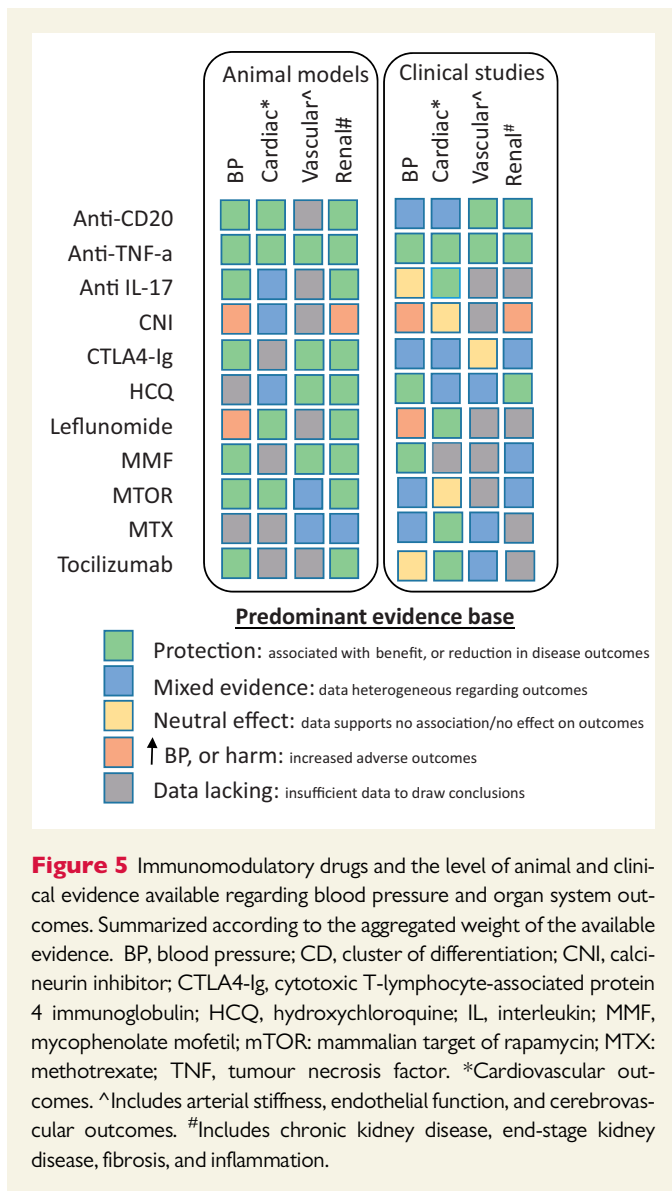 Animal models
Clinical studies
BP
Cardiac*
Vascular^
Renal#
BP
Cardiac*
Vascular^
Renal#
Anti-CD20
Anti-TNF-a
Anti IL-17
CNI
CTLA4-Ig
HCQ
Leflunomide
MMF
MTOR
MTX
Tocilizumab
Predominant evidence base
Protection: associated with benefit, or reduction in disease outcomes
Mixed evidence: data heterogeneous regarding outcomes
Neutral effect: data supports no association/no effect on outcomes
↑ BP, or harm: increased adverse outcomes
Data lacking: insufficient data to draw conclusions
Figure 5 Immunomodulatory drugs and the level of animal and clini-
cal evidence available regarding blood pressure and organ system out-
comes. Summarized according to the aggregated weight of the available
evidence. BP, blood pressure; CD, cluster of differentiation; CNI, calci-
neurin inhibitor; CTLA4-Ig, cytotoxic T-lymphocyte-associated protein
4 immunoglobulin; HCQ, hydroxychloroquine; IL, interleukin; MMF,
mycophenolate mofetil; mTOR: mammalian target of rapamycin; MTX:
methotrexate; TNF, tumour necrosis factor. *Cardiovascular out-
comes. ^Includes arterial stiffness, endothelial function, and cerebrovas-
cular outcomes. #Includes chronic kidney disease, end-stage kidney
disease, fibrosis, and inflammation.